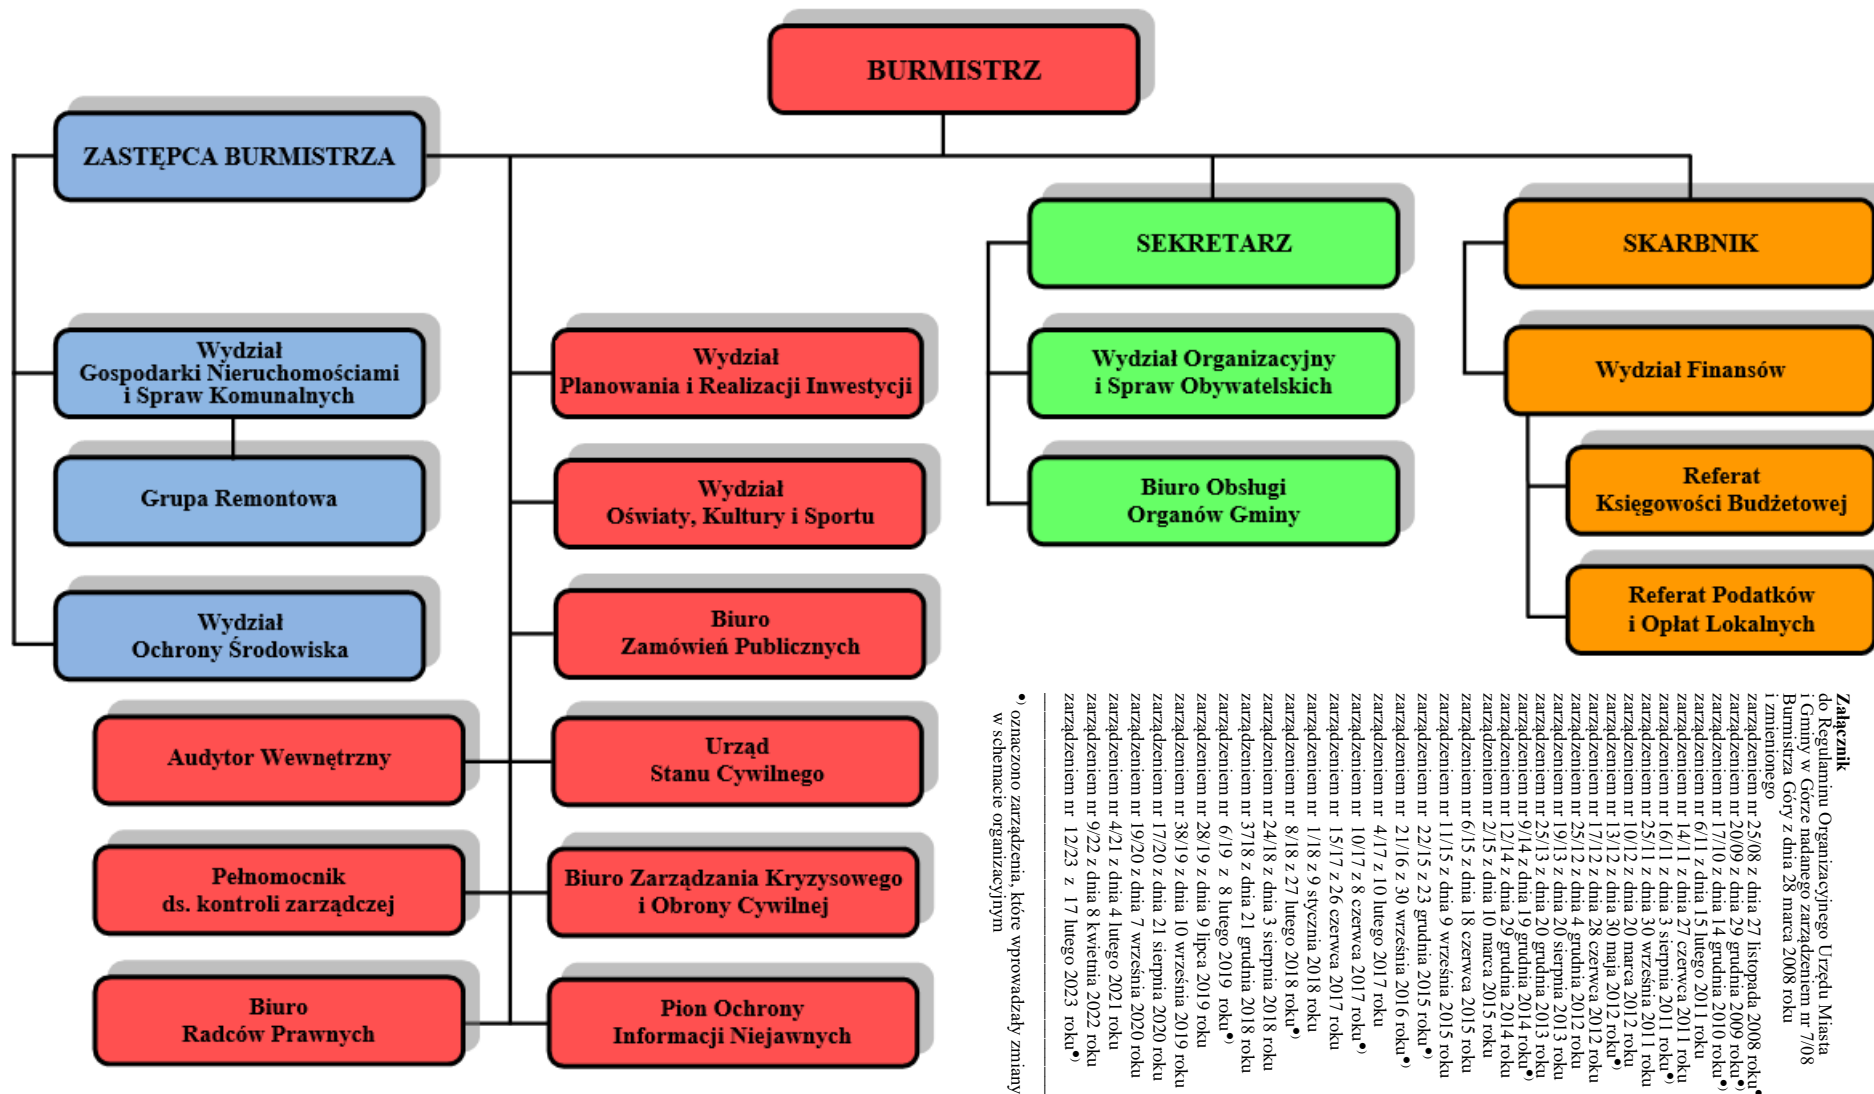 BURMISTRZ
ZASTĘPCA BURMISTRZA
SEKRETARZ
SKARBNIK
Wydział
Gospodarki Nieruchomościami
i Spraw Komunalnych
Wydział
Planowania i Realizacji Inwestycji
Wydział Organizacyjny
i Spraw Obywatelskich
Wydział Finansów
Grupa Remontowa
Wydział
Oświaty, Kultury i Sportu
Biuro Obsługi
Organów Gminy
Referat
Księgowości Budżetowej
Wydział
Ochrony Środowiska
Biuro
Zamówień Publicznych
Referat Podatków
i Opłat Lokalnych
Audytor Wewnętrzny
Urząd
Stanu Cywilnego
Pełnomocnik
ds. kontroli zarządczej
Biuro Zarządzania Kryzysowego
i Obrony Cywilnej
Biuro
Radców Prawnych
Pion Ochrony
Informacji Niejawnych
Załącznik
do Regulaminu Organizacyjnego Urzędu Miasta
i Gminy w Górze nadanego zarządzeniem nr 7/08
Burmistrza Góry z dnia 28 marca 2008 roku
i zmienionego
zarządzeniem nr 25/08 z dnia 27 listopada 2008 roku●
zarządzeniem nr 20/09 z dnia 29 grudnia 2009 roku●)
zarządzeniem nr 17/10 z dnia 14 grudnia 2010 roku●)
zarządzeniem nr 6/11 z dnia 15 lutego 2011 roku
zarządzeniem nr 14/11 z dnia 27 czerwca 2011 roku
zarządzeniem nr 16/11 z dnia 3 sierpnia 2011 roku●)
zarządzeniem nr 25/11 z dnia 30 września 2011 roku
zarządzeniem nr 10/12 z dnia 20 marca 2012 roku
zarządzeniem nr 13/12 z dnia 30 maja 2012 roku●)
zarządzeniem nr 17/12 z dnia 28 czerwca 2012 roku
zarządzeniem nr 25/12 z dnia 4 grudnia 2012 roku
zarządzeniem nr 19/13 z dnia 20 sierpnia 2013 roku
zarządzeniem nr 25/13 z dnia 20 grudnia 2013 roku
zarządzeniem nr 9/14 z dnia 19 grudnia 2014 roku●)
zarządzeniem nr 12/14 z dnia 29 grudnia 2014 roku
zarządzeniem nr 2/15 z dnia 10 marca 2015 roku
zarządzeniem nr 6/15 z dnia 18 czerwca 2015 roku
zarządzeniem nr 11/15 z dnia 9 września 2015 roku
zarządzeniem nr 22/15 z 23 grudnia 2015 roku●)
zarządzeniem nr 21/16 z 30 września 2016 roku●)
zarządzeniem nr 4/17 z 10 lutego 2017 roku
zarządzeniem nr 10/17 z 8 czerwca 2017 roku●)
zarządzeniem nr 15/17 z 26 czerwca 2017 roku
zarządzeniem nr 1/18 z 9 stycznia 2018 roku
zarządzeniem nr 8/18 z 27 lutego 2018 roku●)
zarządzeniem nr 24/18 z dnia 3 sierpnia 2018 roku
zarządzeniem nr 37/18 z dnia 21 grudnia 2018 roku
zarządzeniem nr 6/19 z 8 lutego 2019 roku●)
zarządzeniem nr 28/19 z dnia 9 lipca 2019 roku
zarządzeniem nr 38/19 z dnia 10 września 2019 roku
zarządzeniem nr 17/20 z dnia 21 sierpnia 2020 roku
zarządzeniem nr 19/20 z dnia 7 września 2020 roku
zarządzeniem nr 4/21 z dnia 4 lutego 2021 roku
zarządzeniem nr 9/22 z dnia 8 kwietnia 2022 roku
zarządzeniem nr 12/23 z 17 lutego 2023 roku●)
●) oznaczono zarządzenia, które wprowadzały zmiany
w schemacie organizacyjnym